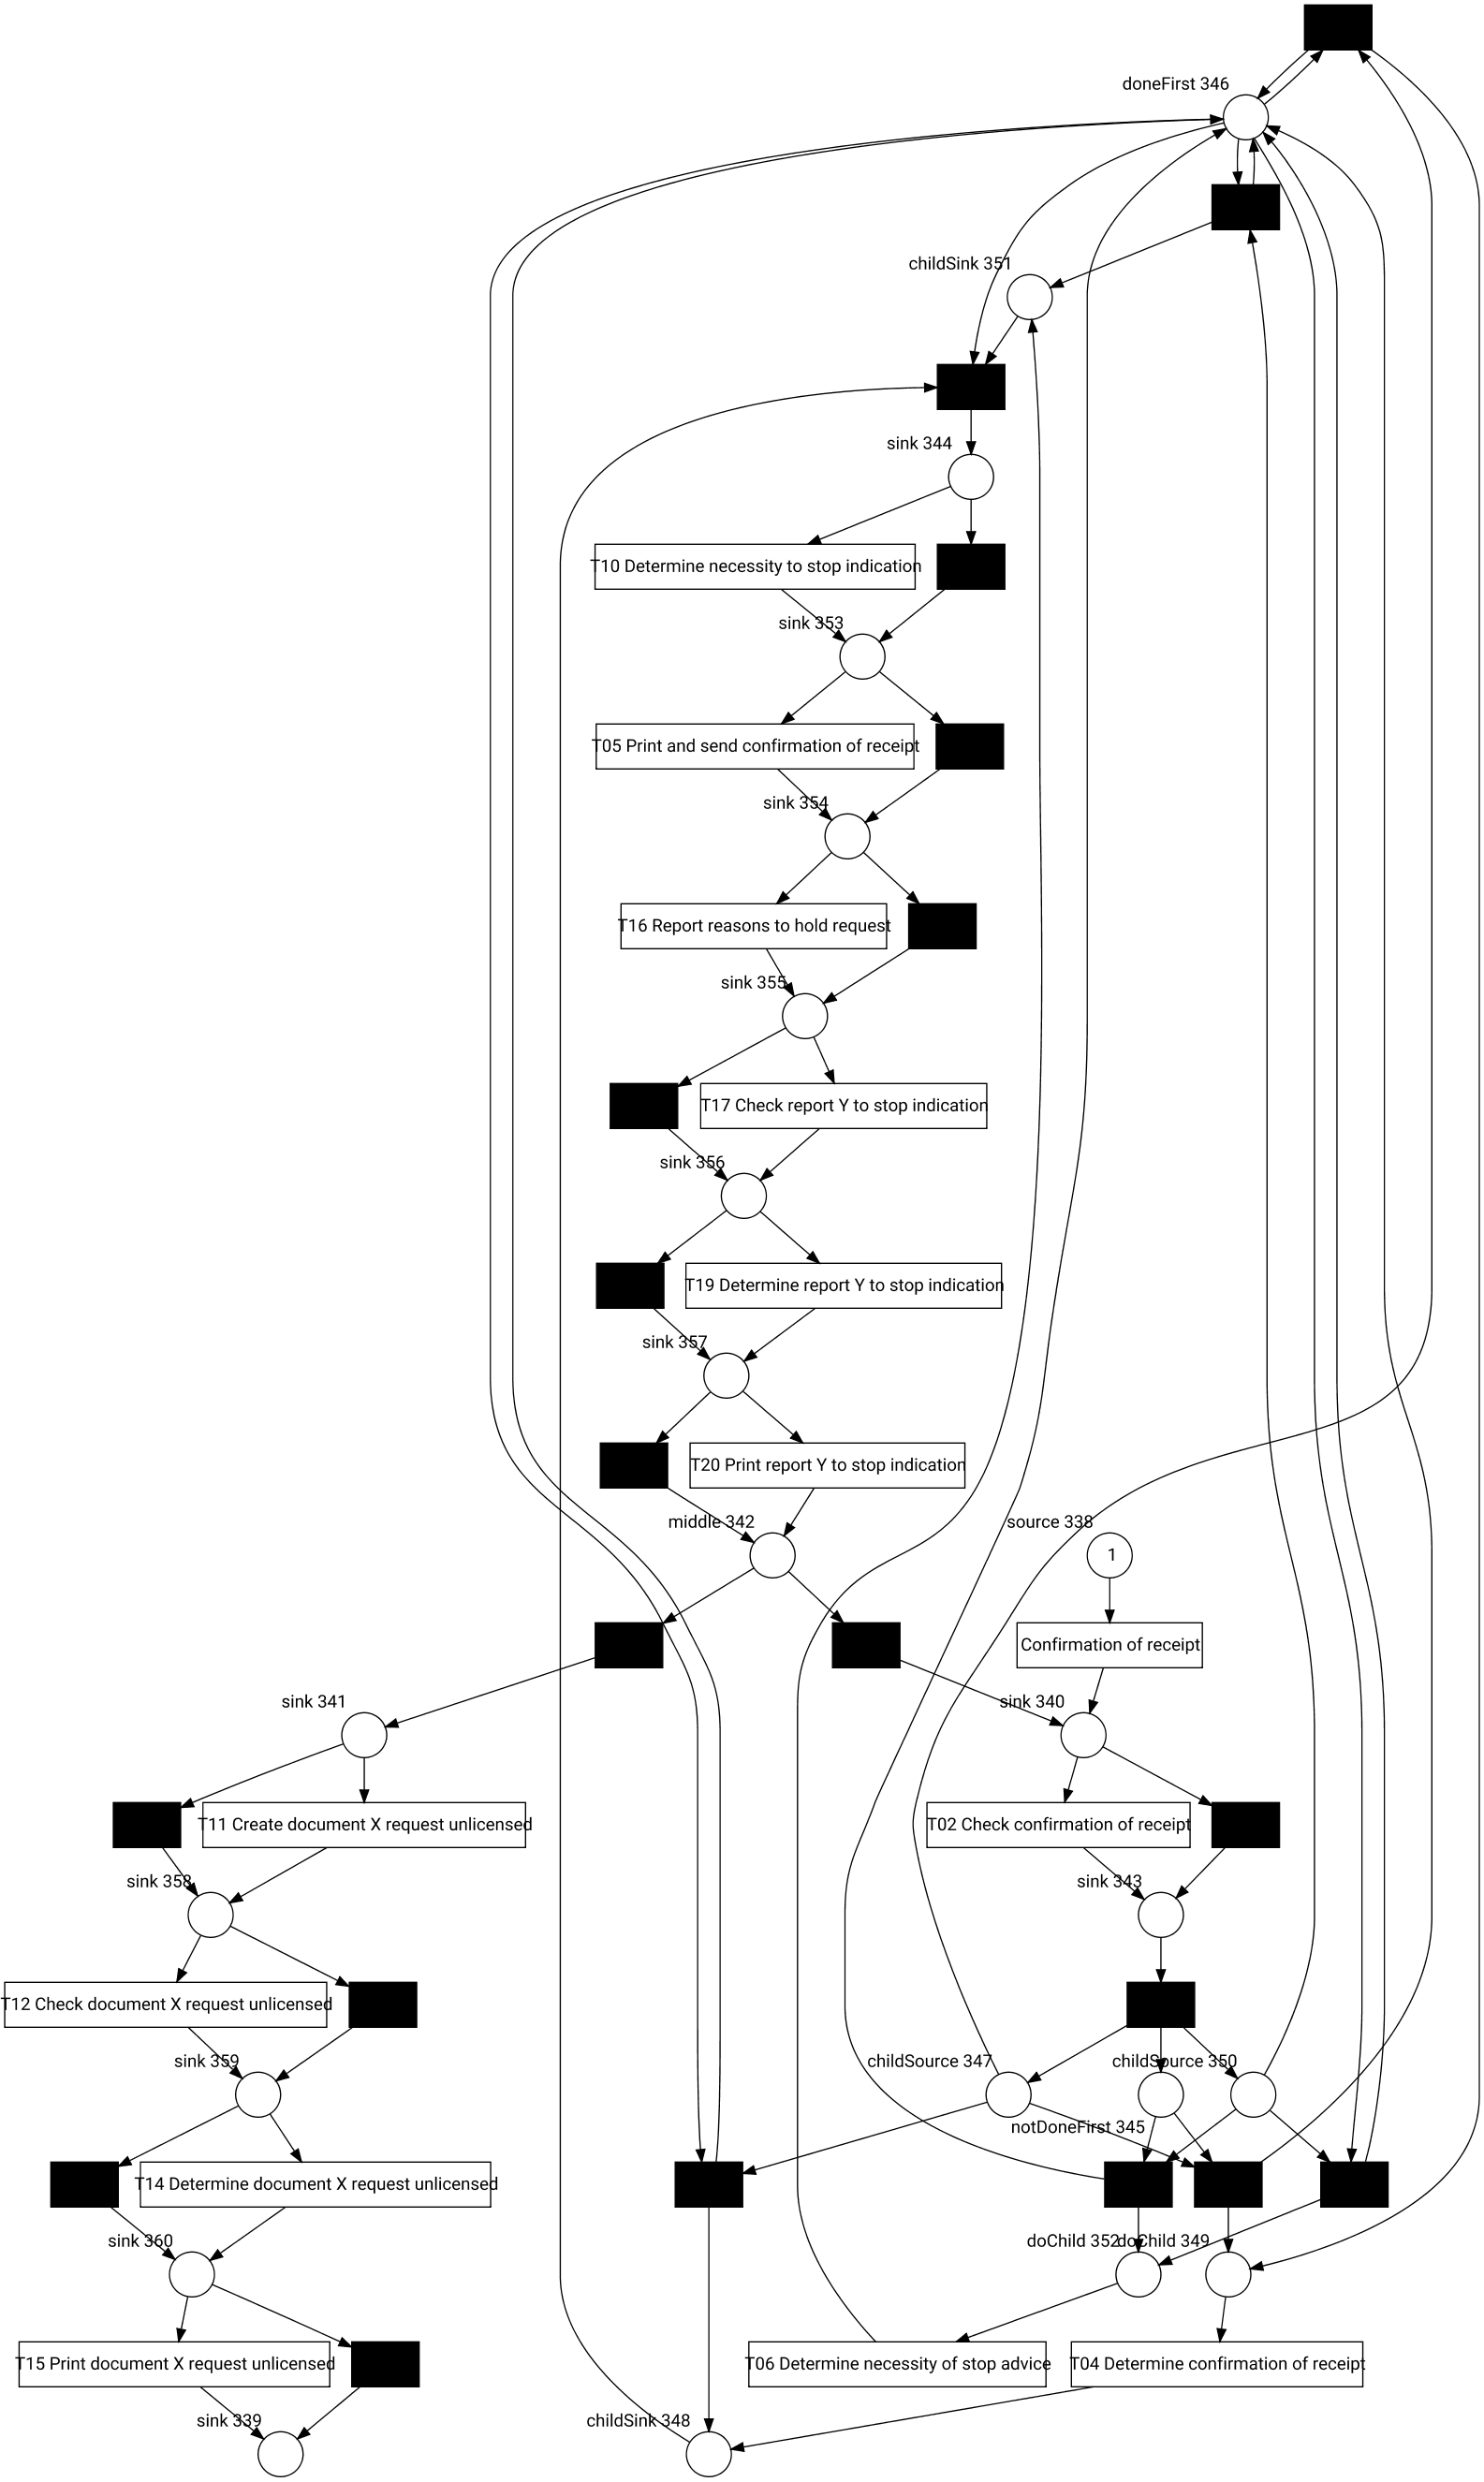 doneFirst 346
childSink 351
sink 344
T10 Determine necessity to stop indication
sink 353
T05 Print and send confirmation of receipt
sink 354
T16 Report reasons to hold request
sink 355
T17 Check report Y to stop indication
sink 356
T19 Determine report Y to stop indication
sink 357
T20 Print report Y to stop indication
middle 342
source 338
1
Confirmation of receipt
sink 341
sink 340
T11 Create document X request unlicensed
T02 Check confirmation of receipt
sink 358
sink 343
T12 Check document X request unlicensed
sink 359
childSource 347
childSource 350
notDoneFirst 345
T14 Determine document X request unlicensed
sink 360
doChild 352
doChild 349
T15 Print document X request unlicensed
T06 Determine necessity of stop advice
T04 Determine confirmation of receipt
sink 339
childSink 348